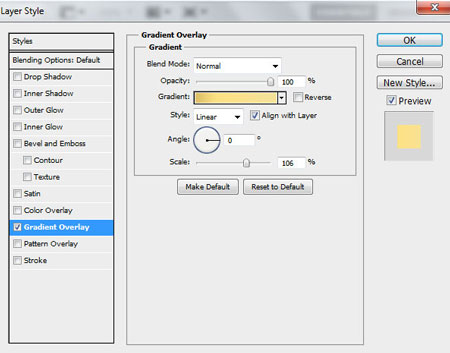 Layer Style
X
Styles
Blending Options: Default
Drop Shadow
Inner Shadow
Outer Glow
Inner Glow
Bevel and Emboss
Contour
Texture
Satin
Color Overlay
Gradient Overlay
Pattern Overlay
Stroke
Gradient Overlay
Gradient
Blend Mode: Normal
Opacity: 100 %
Gradient: Reverse
Style: Linear Align with Layer
Angle: 0 °
Scale: 106 %
Make Default Reset to Default
OK
Cancel
New Style...
Preview